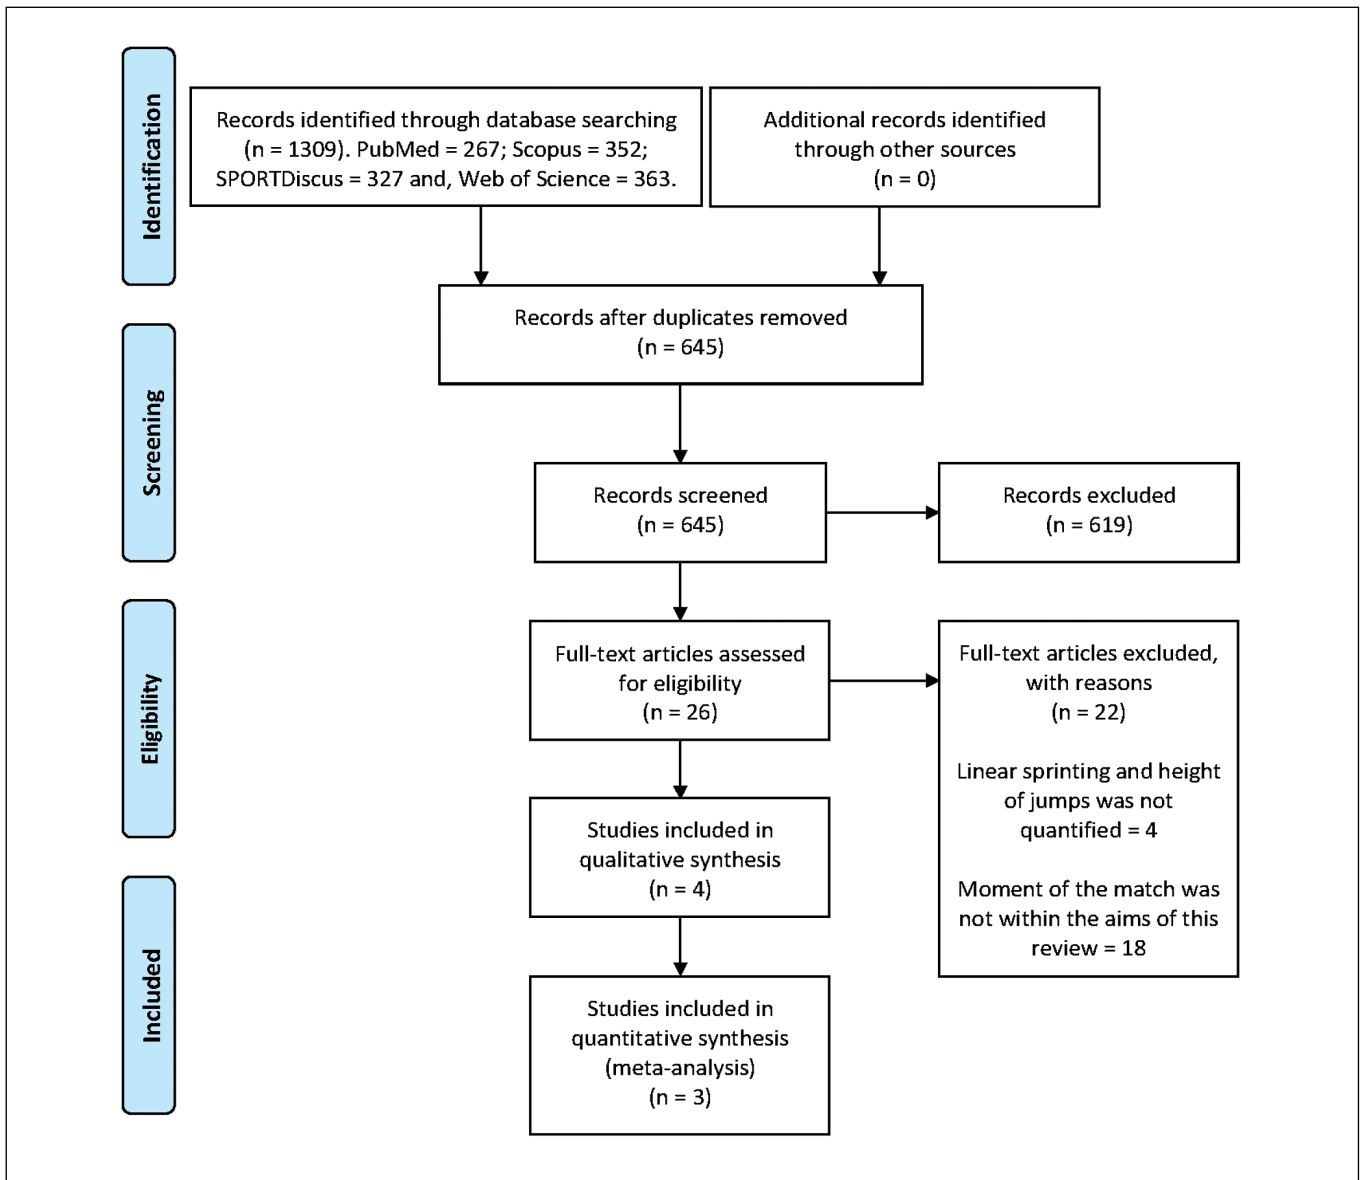 Identification
Records identified through database searching
(n = 1309). PubMed = 267; Scopus = 352;
SPORTDiscus = 327 and, Web of Science = 363.
Additional records identified
through other sources
(n = 0)
Records after duplicates removed
(n = 645)
Screening
Records screened
(n = 645)
Records excluded
(n = 619)
Eligibility
Full-text articles assessed
for eligibility
(n = 26)
Full-text articles excluded,
with reasons
(n = 22)
Linear sprinting and height
of jumps was not
quantified = 4
Moment of the match was
not within the aims of this
review = 18
Studies included in
qualitative synthesis
(n = 4)
Included
Studies included in
quantitative synthesis
(meta-analysis)
(n = 3)